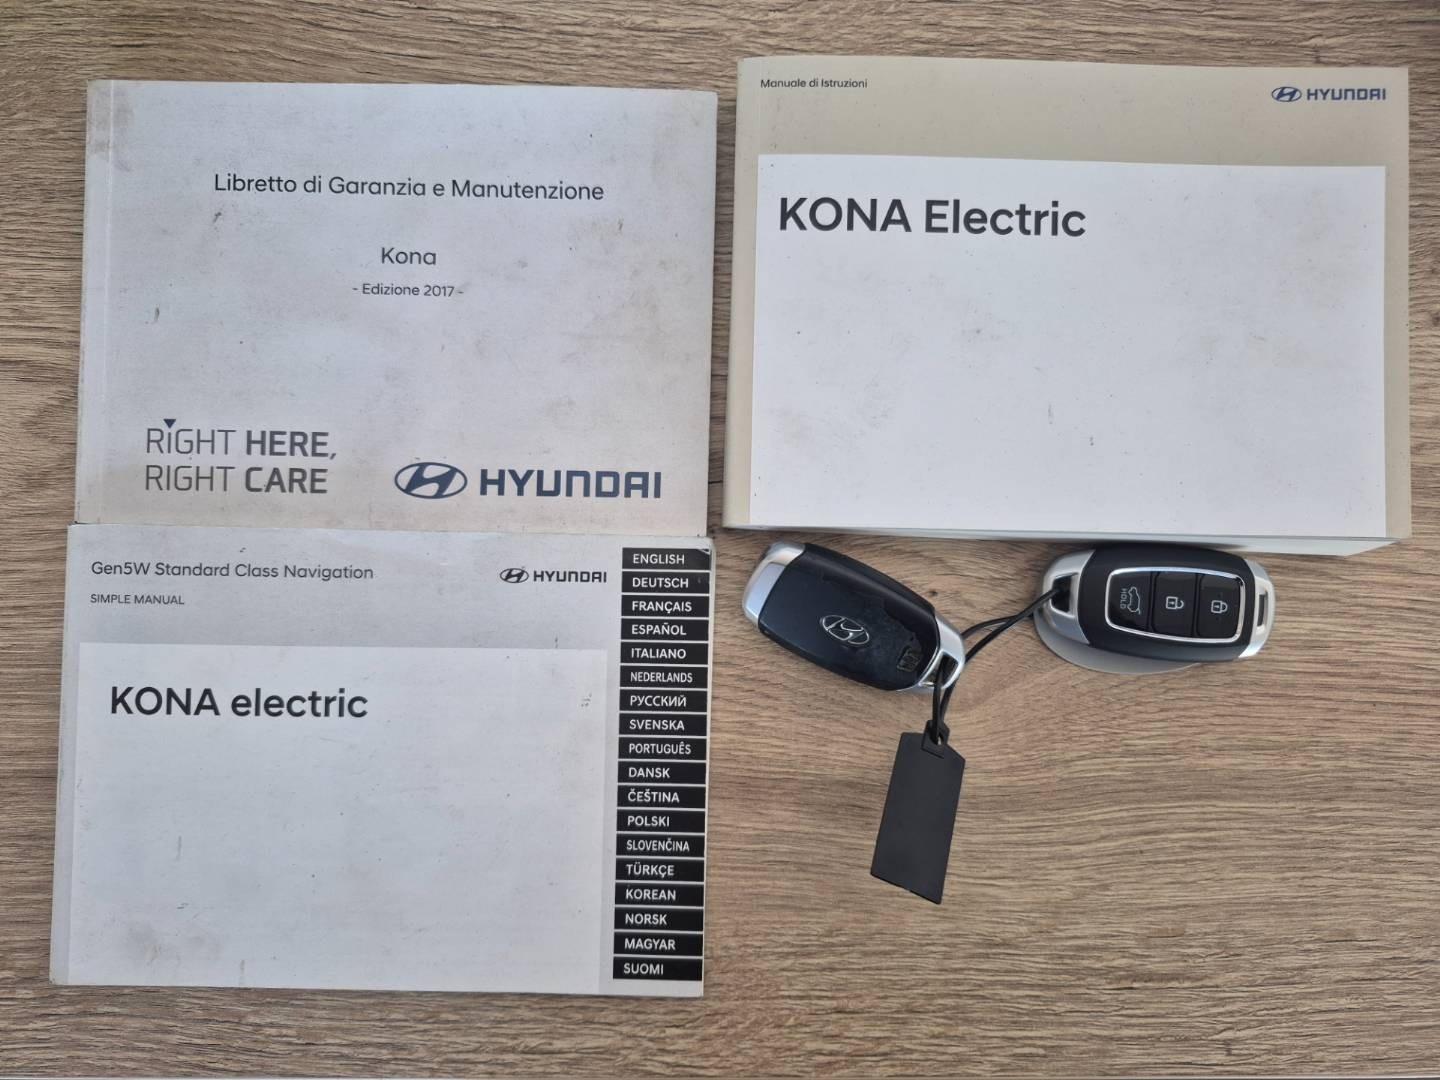 Libretto di Garanzia e Manutenzione
Kona
- Edizione 2017 -
RIGHT HERE,
RIGHT CARE
HYUNDAI
Manuale di Istruzioni
HYUNDAI
KONA Electric
Gen5W Standard Class Navigation
SIMPLE MANUAL
HYUNDAI
KONA electric
ENGLISH
DEUTSCH
FRANÇAIS
ESPAÑOL
ITALIANO
NEDERLANDS
РУССКИЙ
SVENSKA
PORTUGUÊS
DANSK
ČEŠTINA
POLSKI
SLOVENČINA
TÜRKÇE
KOREAN
NORSK
MAGYAR
SUOMI
HOLD